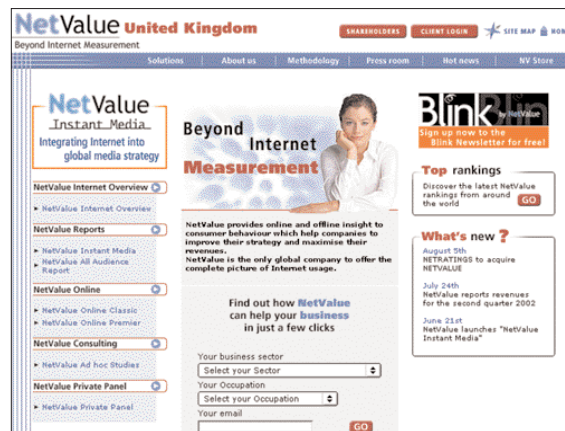 NetValue United Kingdom
Beyond Internet Measurement
SHAREHOLDERS
CLIENT LOGIN
SITE MAP
Solutions
About us
Methodology
Press room
Hot news
NV Store
NetValue
Instant Media
Integrating Internet into
global media strategy
NetValue Internet Overview
NetValue Internet Overview
NetValue Reports
NetValue Instant Media
NetValue All Audience
Report
NetValue Online
NetValue Online Classic
NetValue Online Premier
NetValue Consulting
NetValue Ad hoc Studies
NetValue Private Panel
NetValue Private Panel
Beyond
Internet
Measurement
NetValue provides online and offline insight to
consumer behaviour which help companies to
improve their strategy and maximise their
revenues.
NetValue is the only global company to offer the
complete picture of Internet usage.
Find out how NetValue
can help your business
in just a few clicks
Your business sector
Select your Sector
Your Occupation
Select your Occupation
Your email
GO
Blink by NetValue
Sign up now to the
Blink Newsletter for free!
Top rankings
Discover the latest NetValue
rankings from around
the world
GO
What's new ?
August 5th
NETRATINGS to acquire
NETVALUE
July 24th
NetValue reports revenues
for the second quarter 2002
June 21st
NetValue launches "NetValue
Instant Media"